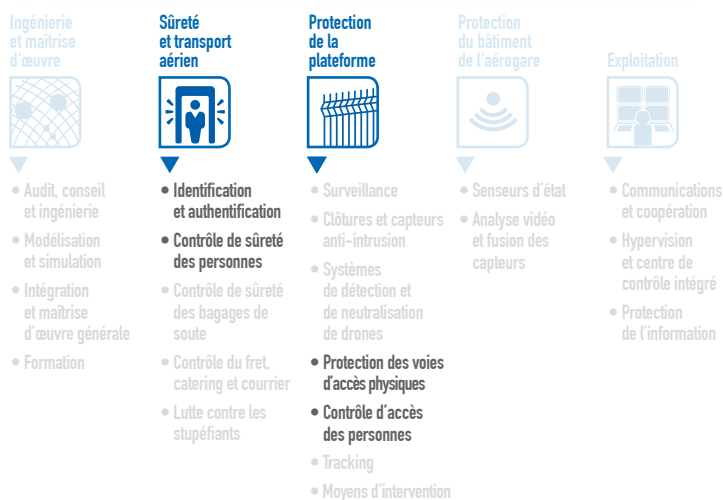 Ingénierie
et maîtrise
d'œuvre
• Audit, conseil
et ingénierie
• Modélisation
et simulation
• Intégration
et maîtrise
d'œuvre générale
• Formation
Sûreté
et transport
aérien
• Identification
et authentification
• Contrôle de sûreté
des personnes
• Contrôle de sûreté
des bagages de
soute
• Contrôle du fret,
catering et courrier
• Lutte contre les
stupéfiants
Protection
de la
plateforme
• Surveillance
• Clôtures et capteurs
anti-intrusion
• Systèmes
de détection et
de neutralisation
de drones
• Protection des voies
d'accès physiques
• Contrôle d'accès
des personnes
• Tracking
• Moyens d'intervention
Protection
du bâtiment
de l'aérogare
• Senseurs d'état
• Analyse vidéo
et fusion des
capteurs
Exploitation
• Communications
et coopération
• Hypervision
et centre de
contrôle intégré
• Protection
de l'information